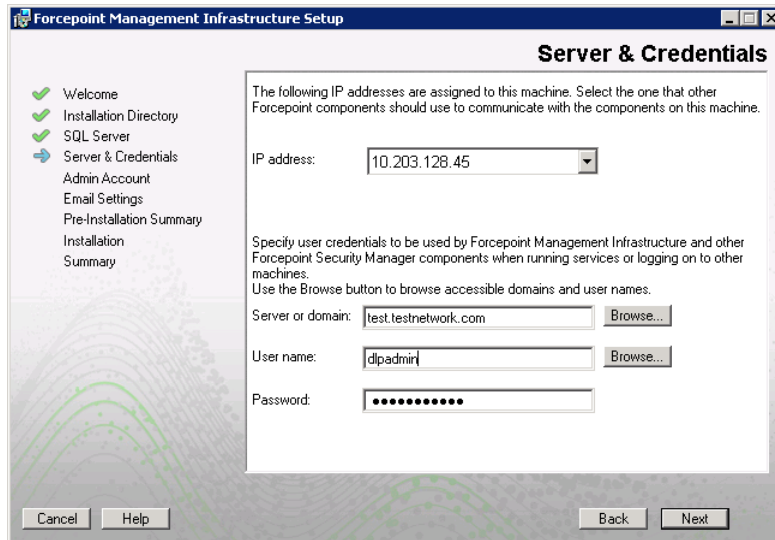 Forcepoint Management Infrastructure Setup
Server & Credentials
Welcome
Installation Directory
SQL Server
Server & Credentials
Admin Account
Email Settings
Pre-Installation Summary
Installation
Summary
The following IP addresses are assigned to this machine. Select the one that other
Forcepoint components should use to communicate with the components on this machine.
IP address:
10.203.128.45
Specify user credentials to be used by Forcepoint Management Infrastructure and other
Forcepoint Security Manager components when running services or logging on to other
machines.
Use the Browse button to browse accessible domains and user names.
Server or domain:
test.testnetwork.com
Browse...
User name:
dlpadmin
Browse...
Password:
●●●●●●●●●●●
Cancel
Help
Back
Next